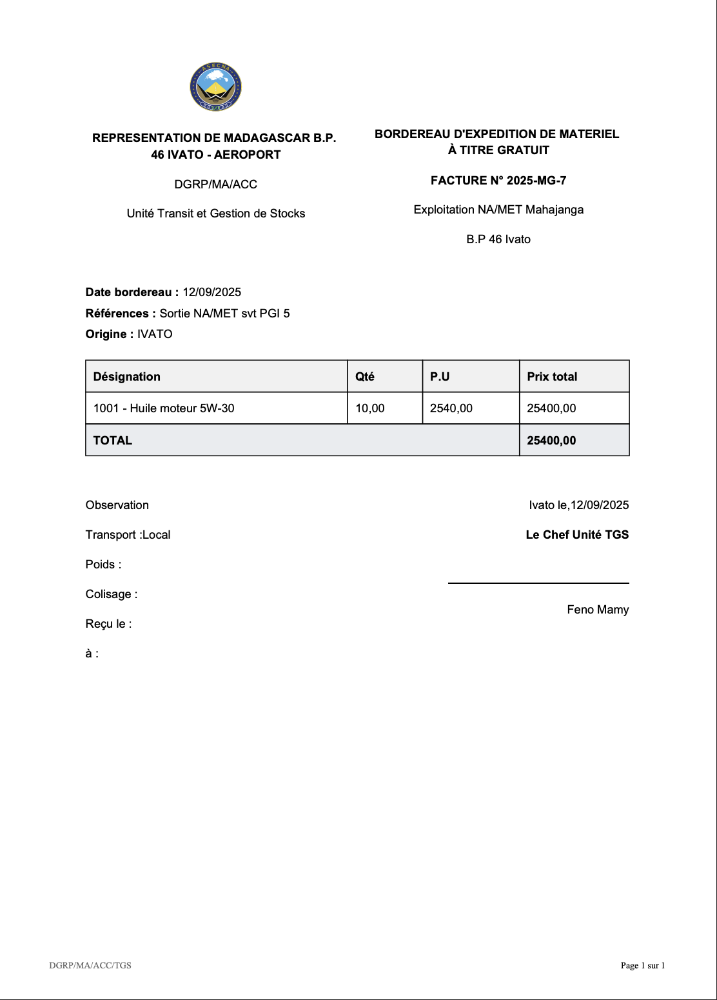 ASECNA
REPRESENTATION DE MADAGASCAR B.P.
46 IVATO - AEROPORT
DGRP/MA/ACC
Unité Transit et Gestion de Stocks
BORDEREAU D'EXPEDITION DE MATERIEL
À TITRE GRATUIT
FACTURE N° 2025-MG-7
Exploitation NA/MET Mahajanga
B.P 46 Ivato
Date bordereau : 12/09/2025
Références : Sortie NA/MET svt PGI 5
Origine : IVATO
Désignation Qté P.U Prix total
1001 - Huile moteur 5W-30 10,00 2540,00 25400,00
TOTAL 25400,00
Observation
Transport :Local
Poids :
Colisage :
Reçu le :
à :
Ivato le,12/09/2025
Le Chef Unité TGS
Feno Mamy
DGRP/MA/ACC/TGS
Page 1 sur 1